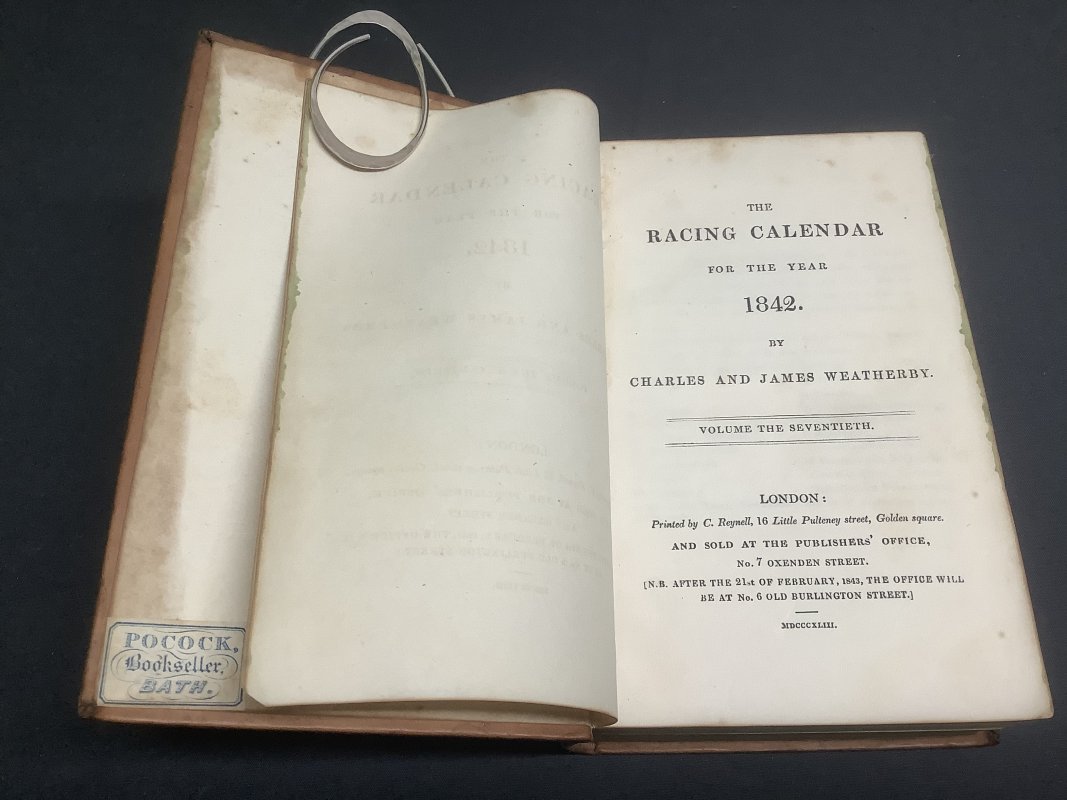 POCOCK,
Bookseller,
BATH.
THE
RACING CALENDAR
FOR THE YEAR
1842.
BY
CHARLES AND JAMES WEATHERBY.
VOLUME THE SEVENTIETH.
LONDON:
Printed by C. Reynell, 16 Little Pulteney street, Golden square.
AND SOLD AT THE PUBLISHERS' OFFICE,
No. 7 OXENDEN STREET.
[N.B. AFTER THE 21st OF FEBRUARY, 1843, THE OFFICE WILL
BE AT No. 6 OLD BURLINGTON STREET.]
MDCCCXLIII.